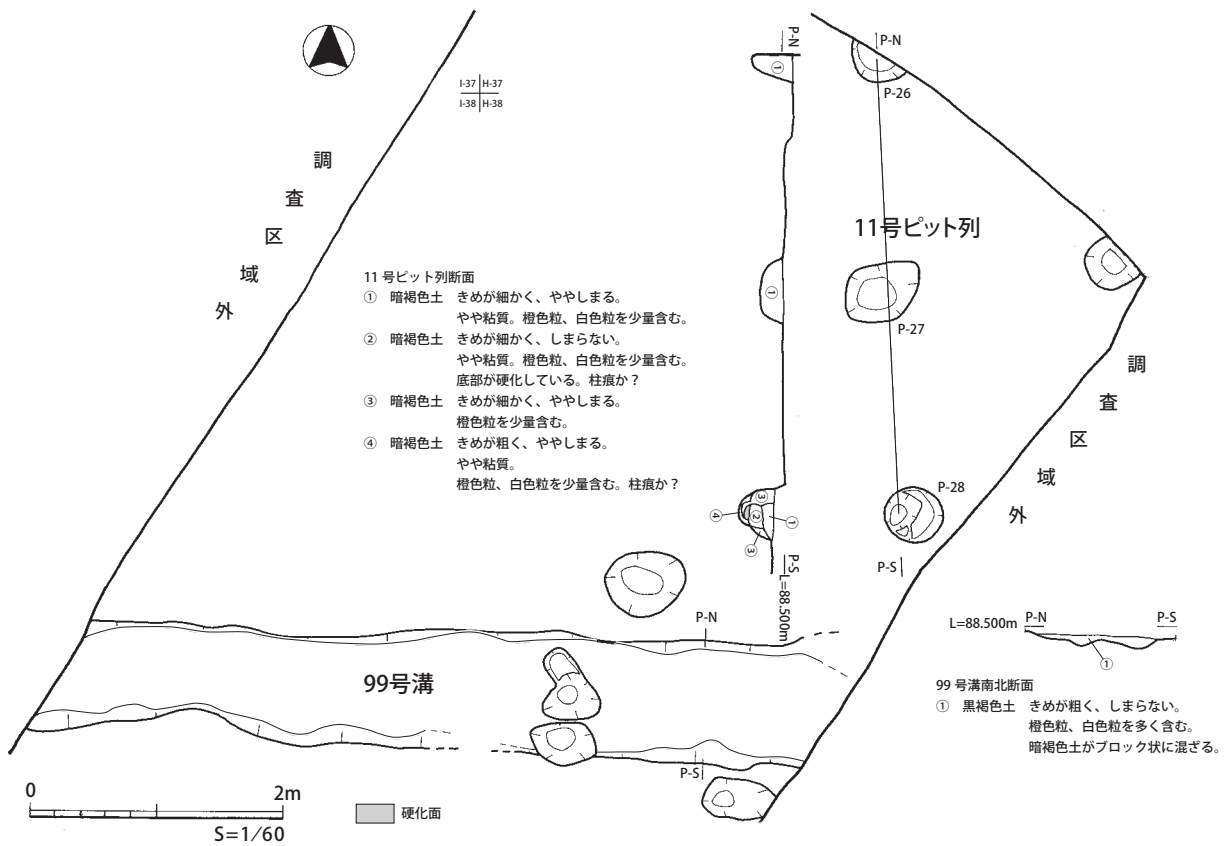 P-N
P-N
P-26
I-37 H-37
I-38 H-38
①
調査区域外
11号ピット列
11 号ピット列断面
① 暗褐色土 きめが細かく、ややしまる。
やや粘質。橙色粒、白色粒を少量含む。
② 暗褐色土 きめが細かく、しまらない。
やや粘質。橙色粒、白色粒を少量含む。
底部が硬化している。柱痕か？
③ 暗褐色土 きめが細かく、ややしまる。
橙色粒を少量含む。
④ 暗褐色土 きめが粗く、ややしまる。
やや粘質。
橙色粒、白色粒を少量含む。柱痕か？
①
P-27
調査区域外
P-28
③
④
②
①
③
P-S
L=88.500m
P-S
P-N
99号溝
P-S
L=88.500m
P-N
P-S
①
99 号溝南北断面
① 黒褐色土 きめが粗く、しまらない。
橙色粒、白色粒を多く含む。
暗褐色土がブロック状に混ざる。
0
2m
S=1/60
硬化面